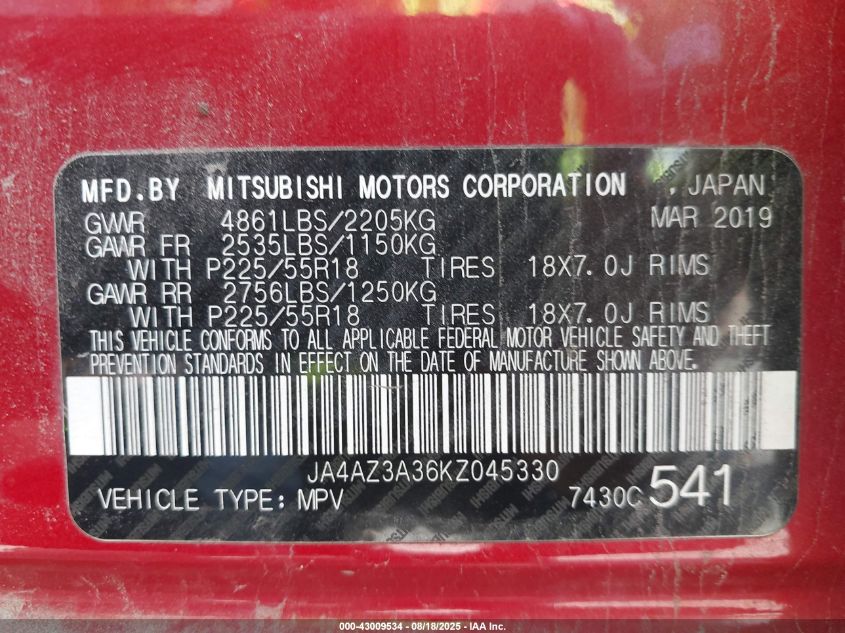 MFD.BY MITSUBISHI MOTORS CORPORATION , JAPAN
GVWR 4861LBS/2205KG MAR 2019
GAWR FR 2535LBS/1150KG
WITH P225/55R18 TIRES 18X7.0J RIMS
GAWR RR 2756LBS/1250KG
WITH P225/55R18 TIRES 18X7.0J RIMS
THIS VEHICLE CONFORMS TO ALL APPLICABLE FEDERAL MOTOR VEHICLE SAFETY AND THEFT
PREVENTION STANDARDS IN EFFECT ON THE DATE OF MANUFACTURE SHOWN ABOVE.
JA4AZ3A36KZ045330
VEHICLE TYPE: MPV 7430C 541
000-43009534 - 08/18/2025 - IAA Inc.